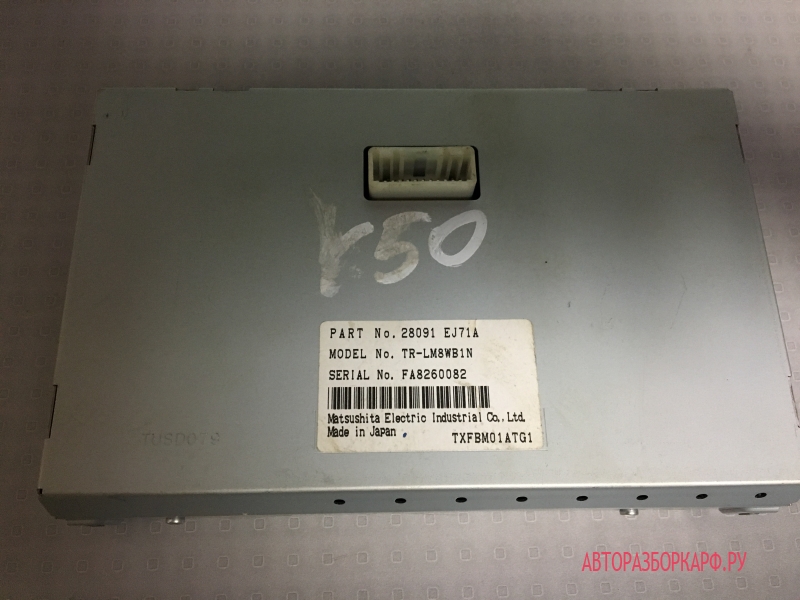 Y50
PART No. 28091 EJ71A
MODEL No. TR-LM8WB1N
SERIAL No. FA8260082
Matsushita Electric Industrial Co.,Ltd.
Made in Japan
TXFBM01ATG1
TUSD079
АВТОРАЗБОРКАРФ.РУ